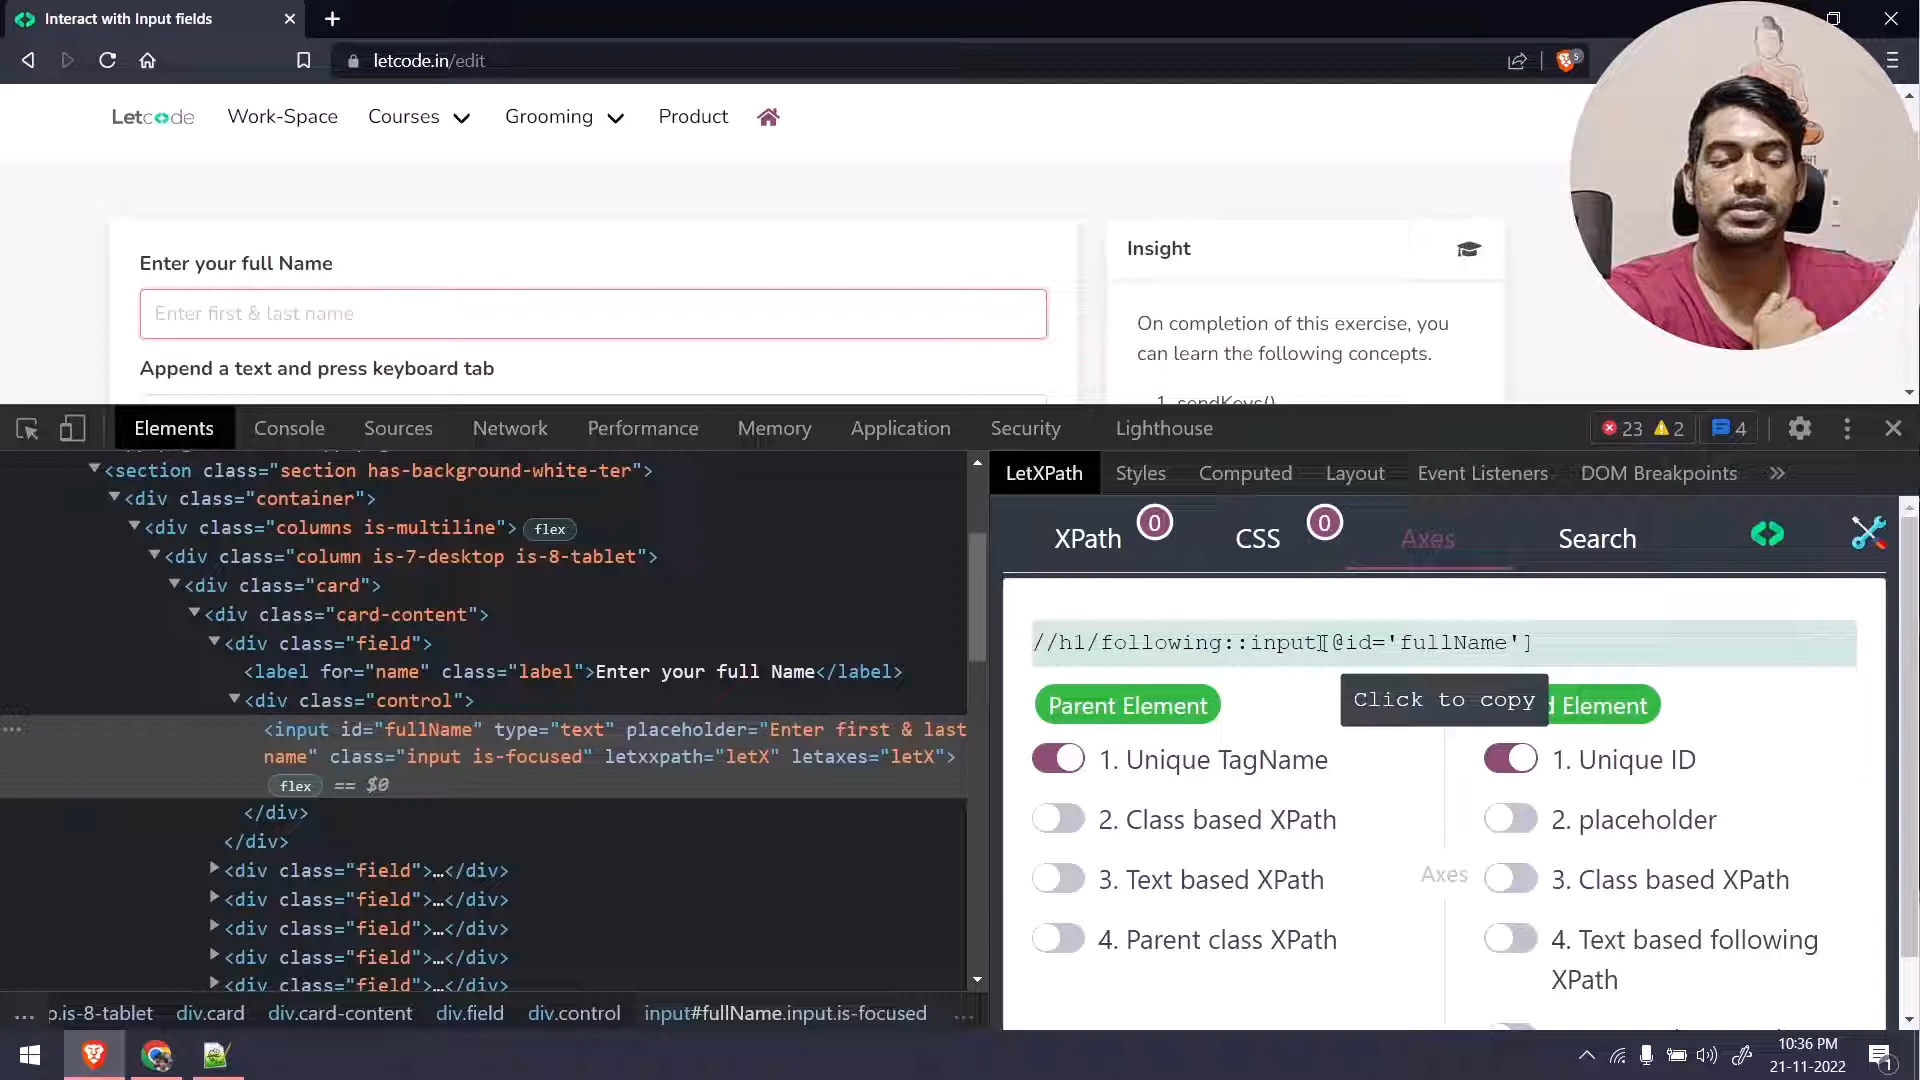 Interact with Input fields
letcode.in/edit
5
Letcode
Work-Space
Courses
Grooming
Product
Enter your full Name
Enter first & last name
Append a text and press keyboard tab
Insight
On completion of this exercise, you
can learn the following concepts.
1. sendKeys()
Elements
Console
Sources
Network
Performance
Memory
Application
Security
Lighthouse
23
2
4
<section class="section has-background-white-ter">
<div class="container">
<div class="columns is-multiline"> flex
<div class="column is-7-desktop is-8-tablet">
<div class="card">
<div class="card-content">
<div class="field">
<label for="name" class="label">Enter your full Name</label>
<div class="control">
<input id="fullName" type="text" placeholder="Enter first & last
name" class="input is-focused" letxxpath="letX" letaxes="letX">
flex == $0
</div>
</div>
<div class="field">…</div>
<div class="field">…</div>
<div class="field">…</div>
<div class="field">…</div>
<div class="field">…</div>
... p.is-8-tablet div.card div.card-content div.field div.control input#fullName.input.is-focused ...
LetXPath
Styles
Computed
Layout
Event Listeners
DOM Breakpoints
XPath 0
CSS 0
Axes
Search
//h1/following::input[@id='fullName']
Click to copy
Parent Element
d Element
1. Unique TagName
2. Class based XPath
3. Text based XPath
4. Parent class XPath
Axes
1. Unique ID
2. placeholder
3. Class based XPath
4. Text based following
XPath
10:36 PM
21-11-2022
1